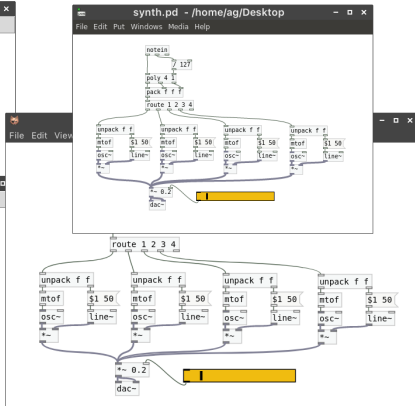 synth.pd - /home/ag/Desktop
File Edit Put Windows Media Help
notein
/ 127
poly 4 1
pack f f f
route 1 2 3 4
unpack f f unpack f f unpack f f unpack f f
mtof $1 50 mtof $1 50 mtof $1 50 mtof $1 50
osc~ line~ osc~ line~ osc~ line~ osc~ line~
*~ *~ *~ *~
*~ 0.2
dac~
File Edit View
route 1 2 3 4
unpack f f unpack f f unpack f f unpack f f
mtof $1 50 mtof $1 50 mtof $1 50 mtof $1 50
osc~ line~ osc~ line~ osc~ line~ osc~ line~
*~ *~ *~ *~
*~ 0.2
dac~